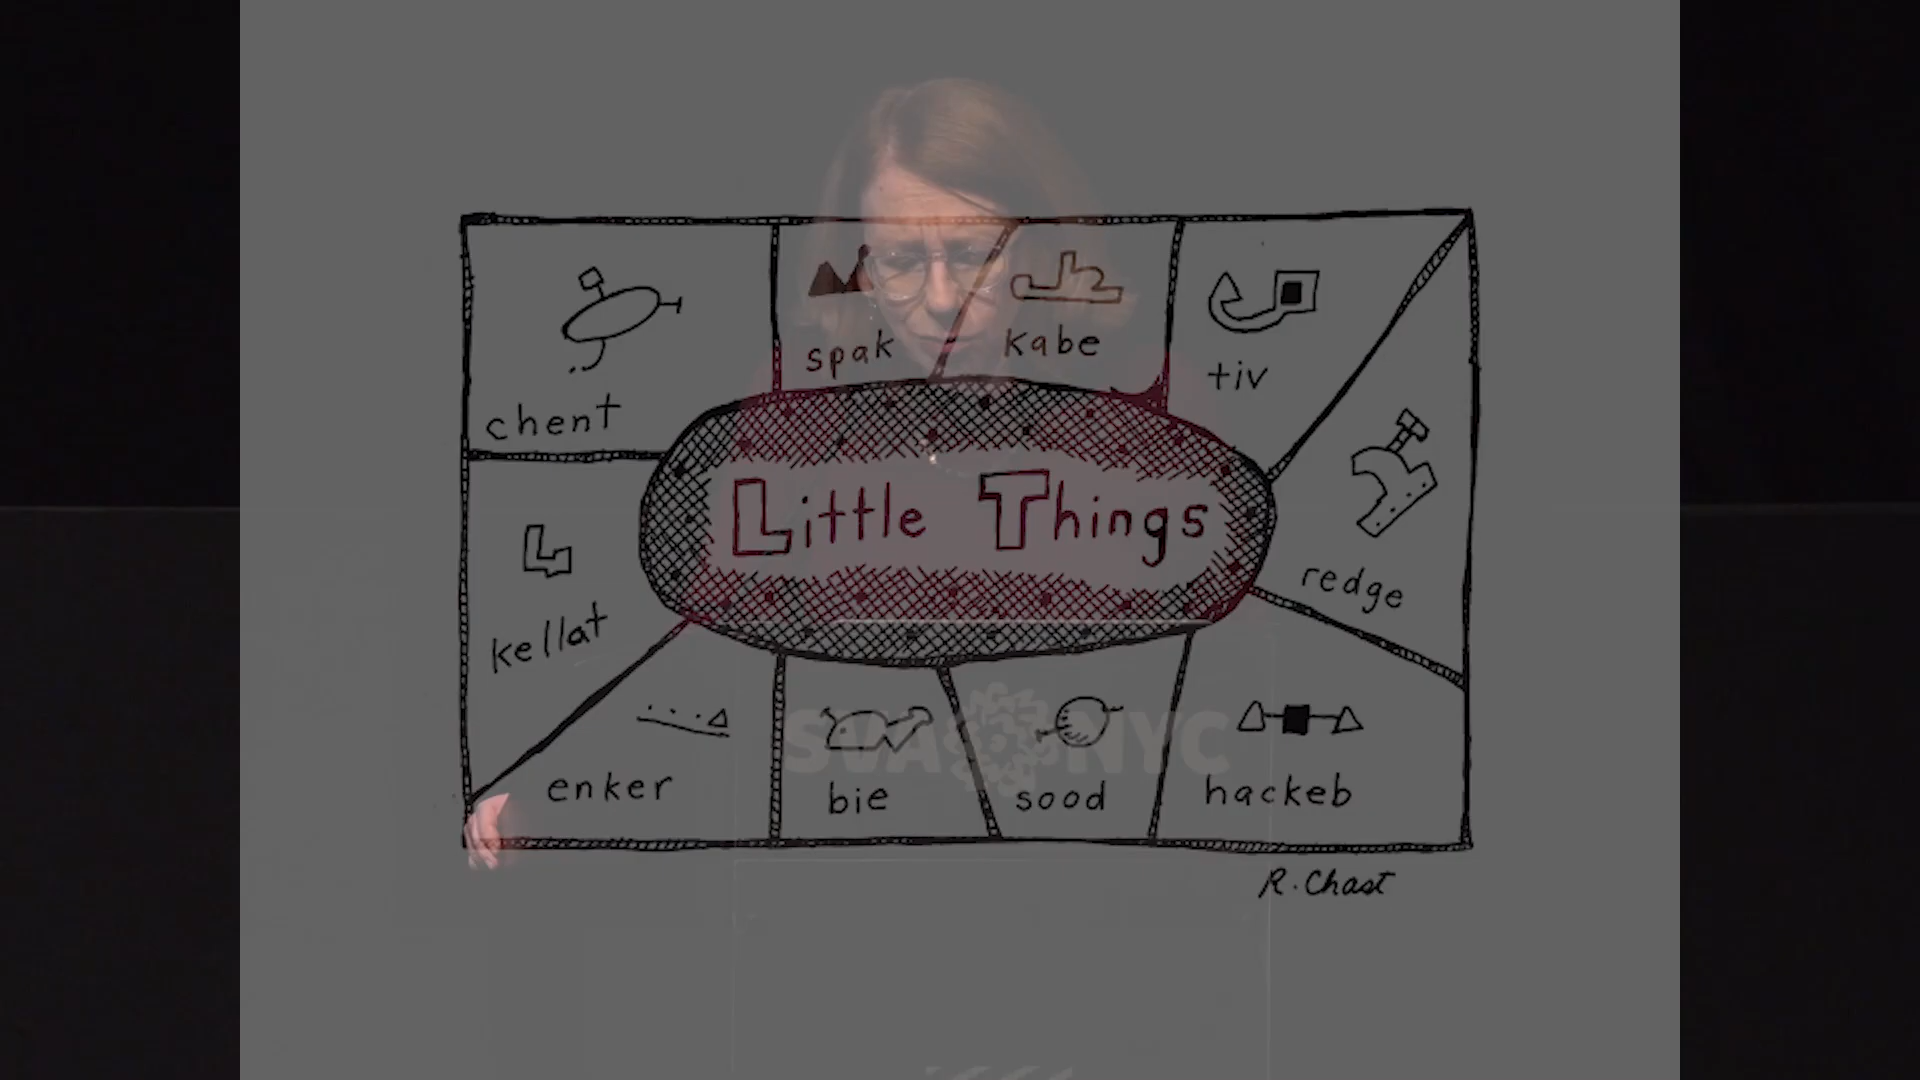 chent
spak
kabe
tiv
Little Things
redge
kellat
enker
bie
sood
hackeb
SVA NYC
R. Chast